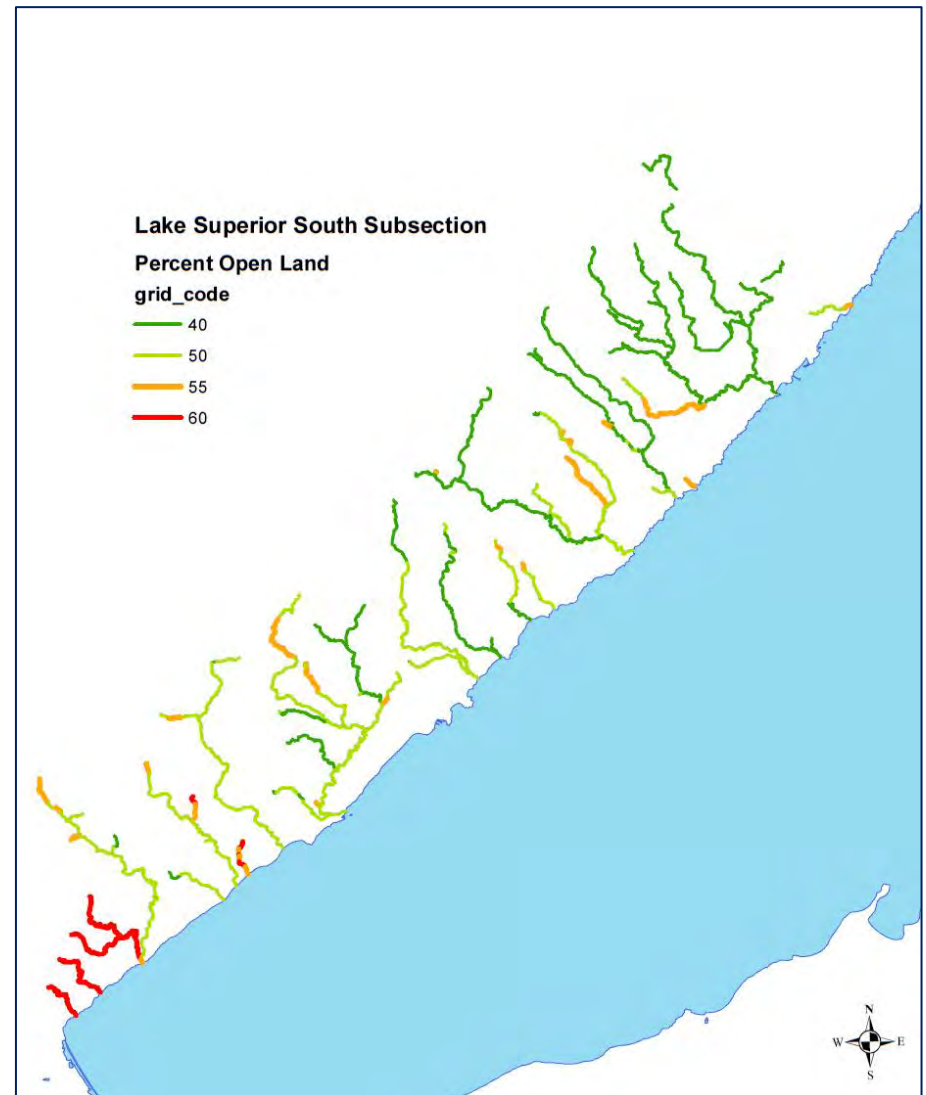 Lake Superior South Subsection
Percent Open Land
grid_code
40
50
55
60
N
W E
S